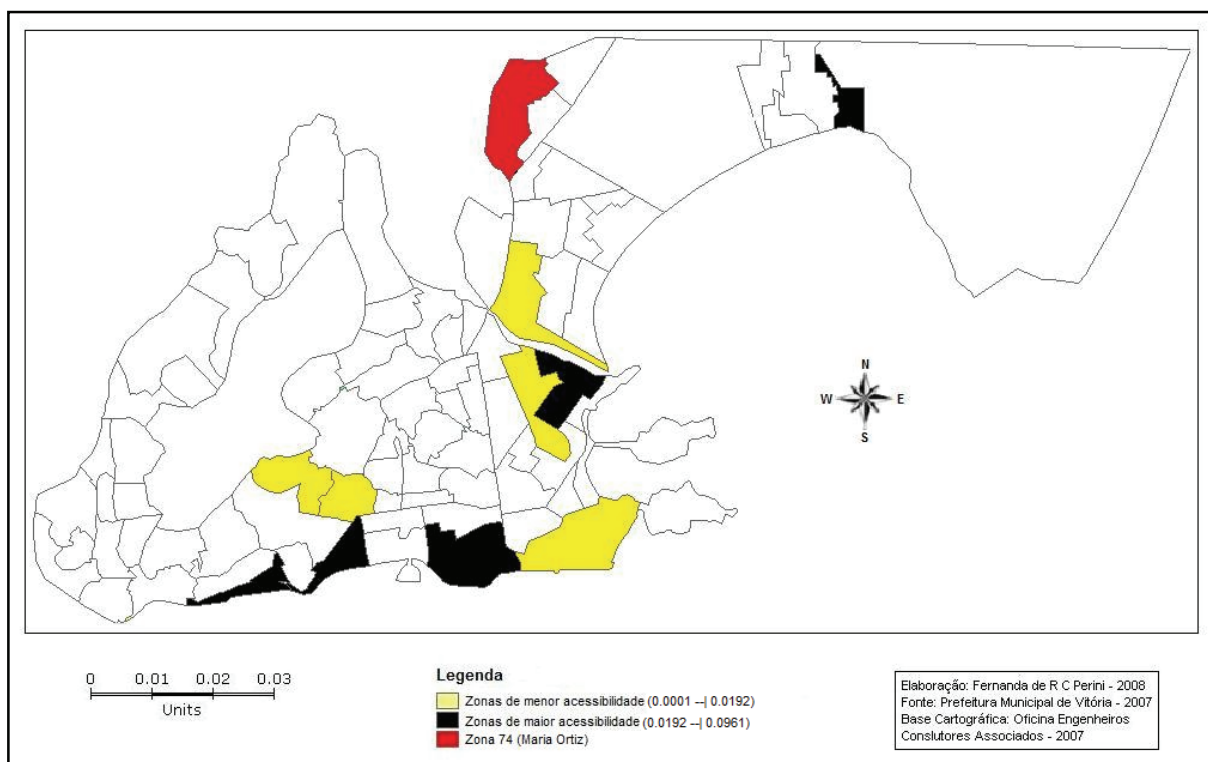 N
W E
S
0 0.01 0.02 0.03
Units
Legenda
Zonas de menor acessibilidade (0.0001 --| 0.0192)
Zonas de maior acessibilidade (0.0192 --| 0.0961)
Zona 74 (Maria Ortiz)
Elaboração: Fernanda de R C Perini - 2008
Fonte: Prefeitura Municipal de Vitória - 2007
Base Cartográfica: Oficina Engenheiros
Conslutores Associados - 2007